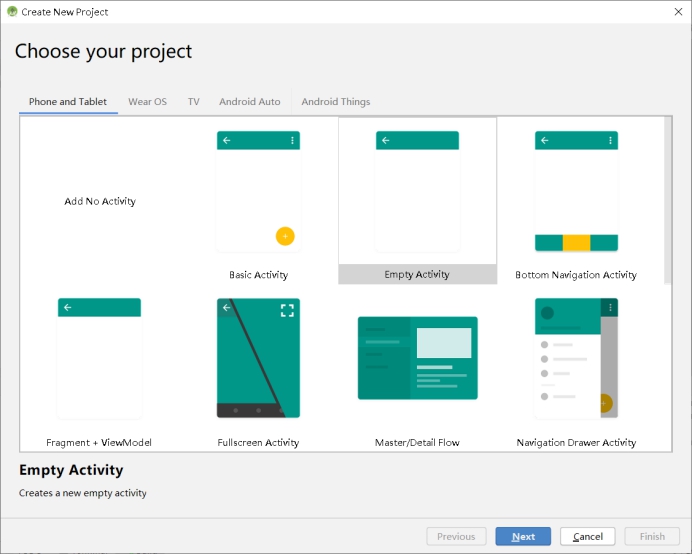 Create New Project
Choose your project
Phone and Tablet
Wear OS
TV
Android Auto
Android Things
Add No Activity
Basic Activity
Empty Activity
Bottom Navigation Activity
Fragment + ViewModel
Fullscreen Activity
Master/Detail Flow
Navigation Drawer Activity
Empty Activity
Creates a new empty activity
Previous
Next
Cancel
Finish